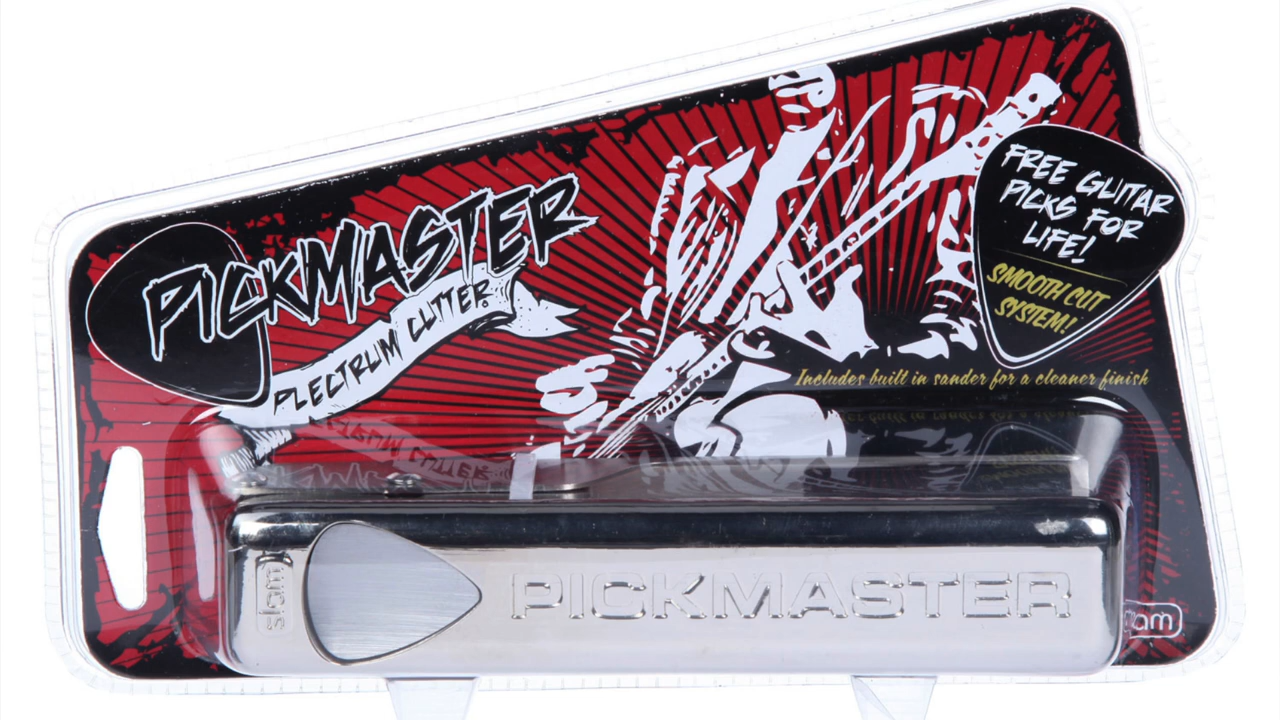 PICKMASTER
PLECTRUM CUTTER
FREE GUITAR
PICKS FOR
LIFE!
SMOOTH CUT
SYSTEM!
Includes built in sander for a cleaner finish
PICKMASTER